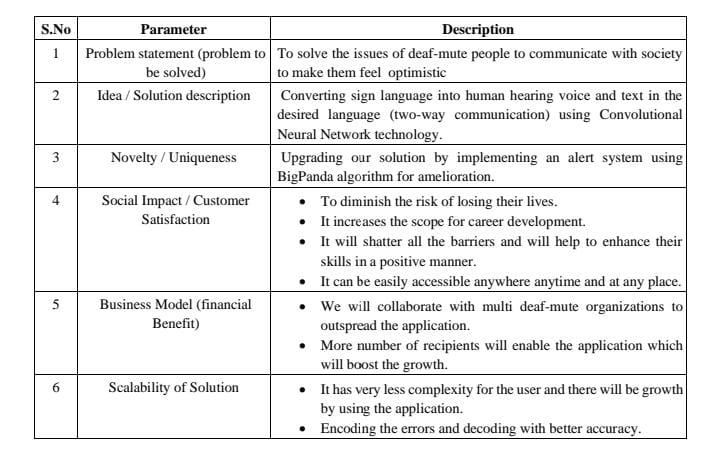 S.No Parameter Description
1 Problem statement (problem to To solve the issues of deaf-mute people to communicate with society
be solved) to make them feel optimistic
2 Idea / Solution description Converting sign language into human hearing voice and text in the
desired language (two-way communication) using Convolutional
Neural Network technology.
3 Novelty / Uniqueness Upgrading our solution by implementing an alert system using
BigPanda algorithm for amelioration.
4 Social Impact / Customer • To diminish the risk of losing their lives.
Satisfaction • It increases the scope for career development.
• It will shatter all the barriers and will help to enhance their
skills in a positive manner.
• It can be easily accessible anywhere anytime and at any place.
5 Business Model (financial • We will collaborate with multi deaf-mute organizations to
Benefit) outspread the application.
• More number of recipients will enable the application which
will boost the growth.
6 Scalability of Solution • It has very less complexity for the user and there will be growth
by using the application.
• Encoding the errors and decoding with better accuracy.